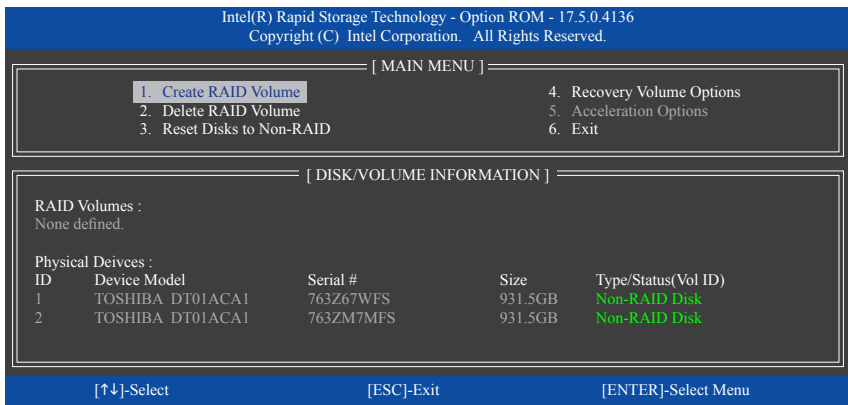 Intel(R) Rapid Storage Technology - Option ROM - 17.5.0.4136
Copyright (C) Intel Corporation. All Rights Reserved.
[ MAIN MENU ]
1. Create RAID Volume
2. Delete RAID Volume
3. Reset Disks to Non-RAID
4. Recovery Volume Options
5. Acceleration Options
6. Exit
[ DISK/VOLUME INFORMATION ]
RAID Volumes :
None defined.
Physical Deivces :
ID Device Model Serial # Size Type/Status(Vol ID)
1 TOSHIBA DT01ACA1 763Z67WFS 931.5GB Non-RAID Disk
2 TOSHIBA DT01ACA1 763ZM7MFS 931.5GB Non-RAID Disk
[↑↓]-Select [ESC]-Exit [ENTER]-Select Menu